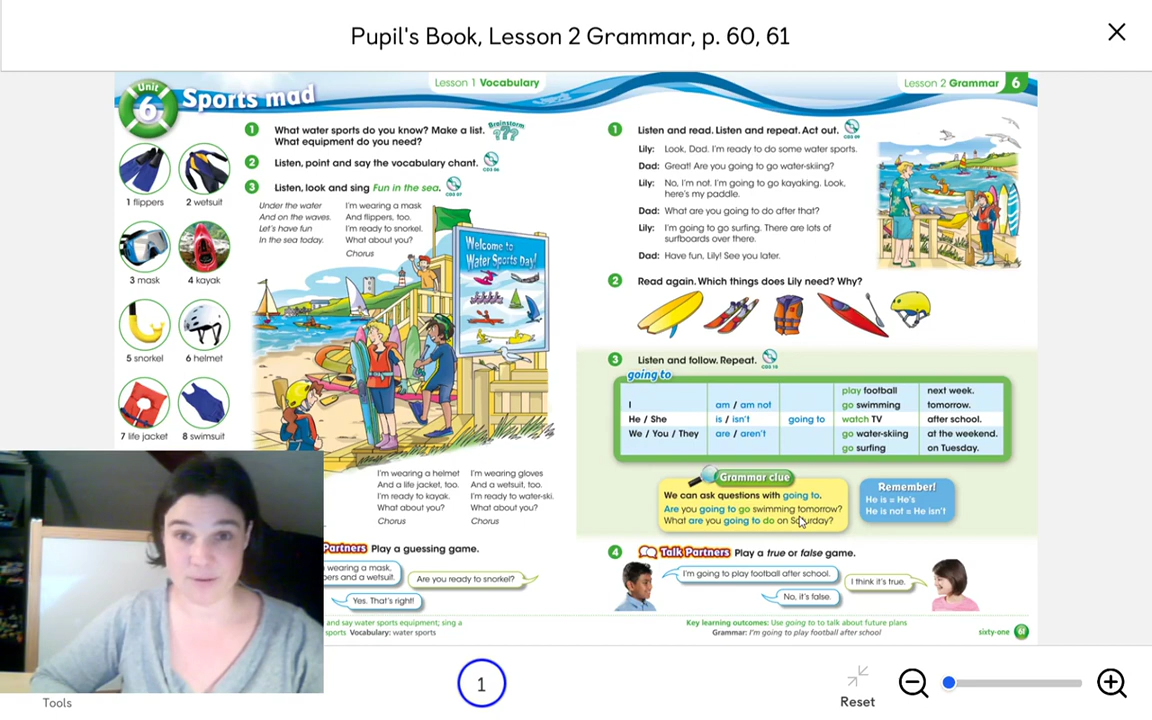 Pupil's Book, Lesson 2 Grammar, p. 60, 61
Unit
6
Sports mad
Lesson 1 Vocabulary
1 What water sports do you know? Make a list.
What equipment do you need?
Brainstorm
???
2 Listen, point and say the vocabulary chant.
3 Listen, look and sing Fun in the sea.
1 flippers
2 wetsuit
3 mask
4 kayak
5 snorkel
6 helmet
7 life jacket
8 swimsuit
Under the water
And on the waves.
Let's have fun
In the sea today.
I'm wearing a mask
And flippers, too.
I'm ready to snorkel.
What about you?
Chorus
Welcome to
Water Sports Day!
I'm wearing a helmet
And a life jacket, too.
I'm ready to kayak.
What about you?
Chorus
I'm wearing gloves
And a wetsuit, too.
I'm ready to water-ski.
What about you?
Chorus
Partners Play a guessing game.
wearing a mask,
pers and a wetsuit.
Are you ready to snorkel?
Yes. That's right!
and say water sports equipment; sing a
sports Vocabulary: water sports
Lesson 2 Grammar 6
1 Listen and read. Listen and repeat. Act out.
Lily: Look, Dad. I'm ready to do some water sports.
Dad: Great! Are you going to go water-skiing?
Lily: No, I'm not. I'm going to go kayaking. Look,
here's my paddle.
Dad: What are you going to do after that?
Lily: I'm going to go surfing. There are lots of
surfboards over there.
Dad: Have fun, Lily! See you later.
2 Read again. Which things does Lily need? Why?
3 Listen and follow. Repeat.
going to
play football next week.
I am / am not go swimming tomorrow.
He / She is / isn't going to watch TV after school.
We / You / They are / aren't go water-skiing at the weekend.
go surfing on Tuesday.
Grammar clue
We can ask questions with going to.
Are you going to go swimming tomorrow?
What are you going to do on Saturday?
Remember!
He is = He's
He is not = He isn't
4 Talk Partners Play a true or false game.
I'm going to play football after school.
I think it's true.
No, it's false.
Key learning outcomes: Use going to to talk about future plans
Grammar: I'm going to play football after school
sixty-one 61
Tools
1
Reset